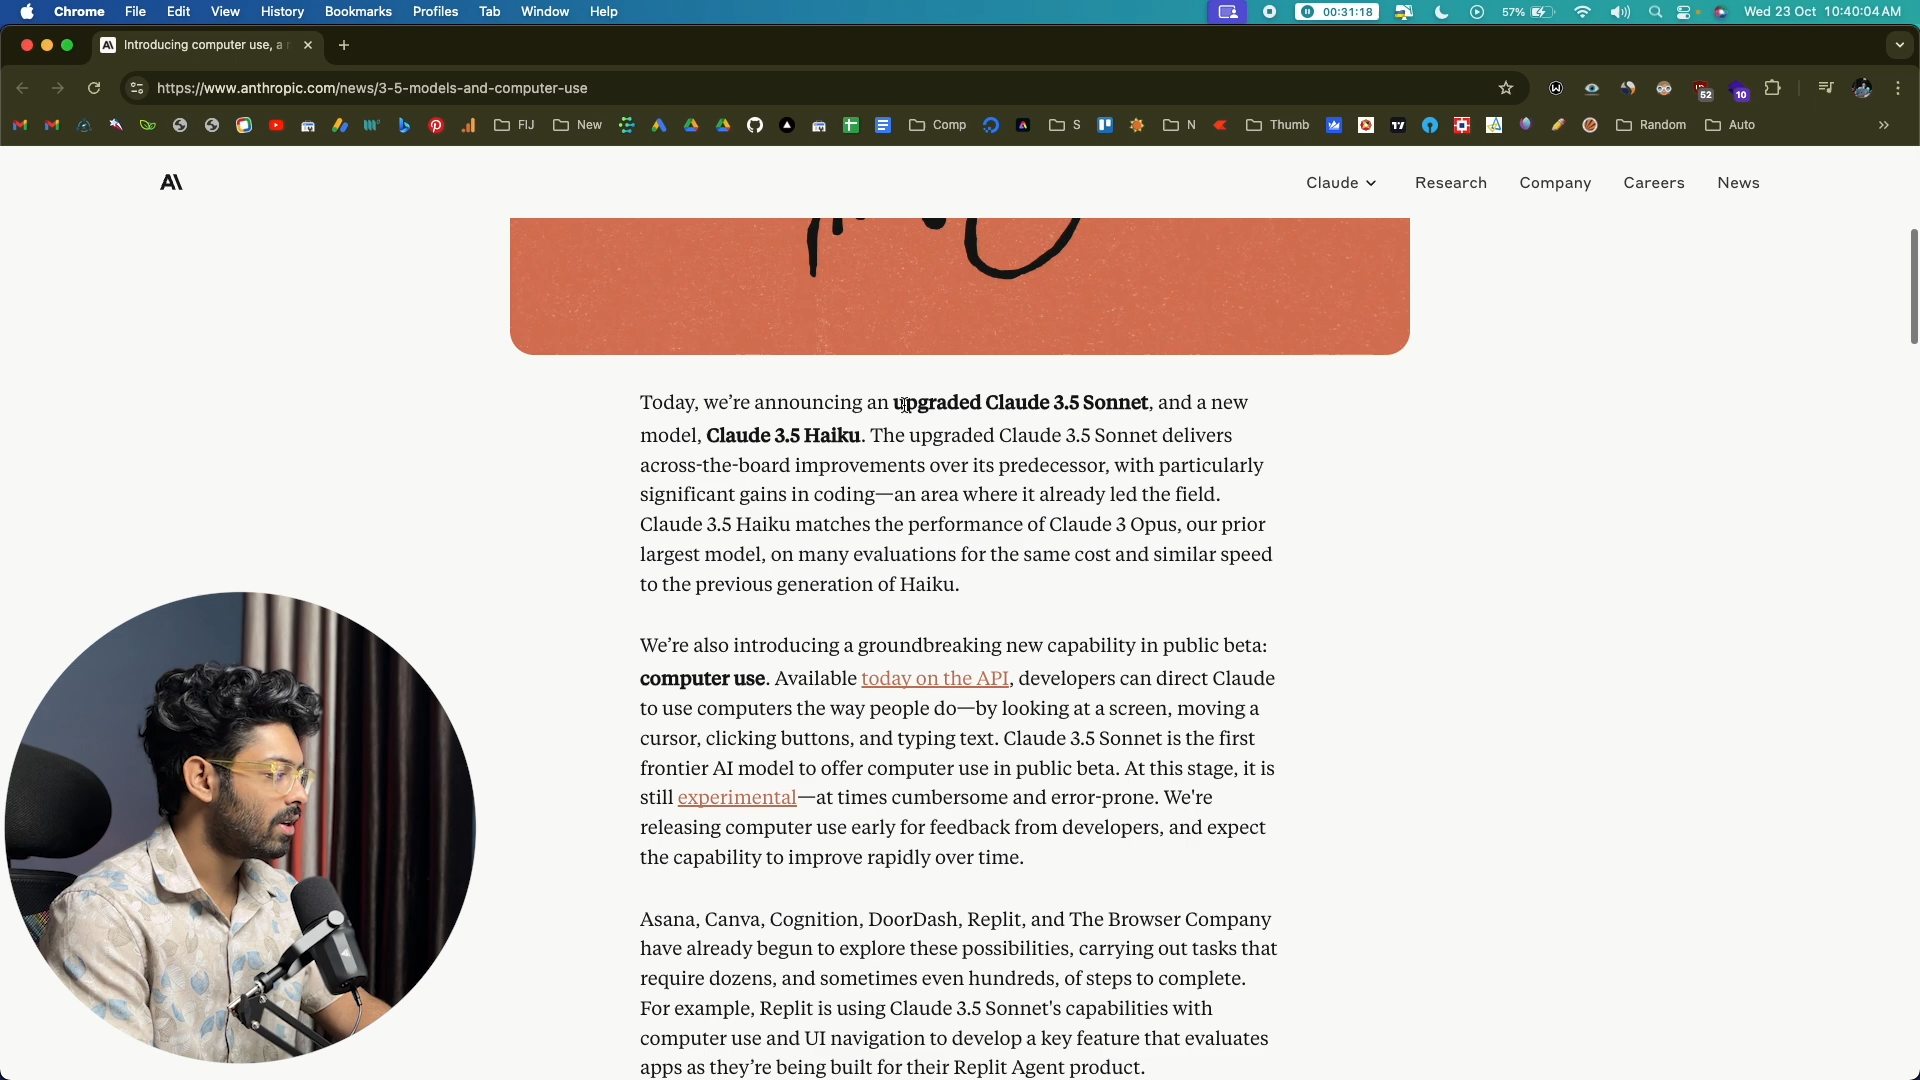 Chrome File Edit View History Bookmarks Profiles Tab Window Help 00:31:18 57% Wed 23 Oct 10:40:04 AM
Introducing computer use, a
https://www.anthropic.com/news/3-5-models-and-computer-use 52 10
FIJ New Comp S N Thumb Random Auto
Claude Research Company Careers News
Today, we’re announcing an upgraded Claude 3.5 Sonnet, and a new
model, Claude 3.5 Haiku. The upgraded Claude 3.5 Sonnet delivers
across-the-board improvements over its predecessor, with particularly
significant gains in coding—an area where it already led the field.
Claude 3.5 Haiku matches the performance of Claude 3 Opus, our prior
largest model, on many evaluations for the same cost and similar speed
to the previous generation of Haiku.
We’re also introducing a groundbreaking new capability in public beta:
computer use. Available today on the API, developers can direct Claude
to use computers the way people do—by looking at a screen, moving a
cursor, clicking buttons, and typing text. Claude 3.5 Sonnet is the first
frontier AI model to offer computer use in public beta. At this stage, it is
still experimental—at times cumbersome and error-prone. We're
releasing computer use early for feedback from developers, and expect
the capability to improve rapidly over time.
Asana, Canva, Cognition, DoorDash, Replit, and The Browser Company
have already begun to explore these possibilities, carrying out tasks that
require dozens, and sometimes even hundreds, of steps to complete.
For example, Replit is using Claude 3.5 Sonnet's capabilities with
computer use and UI navigation to develop a key feature that evaluates
apps as they’re being built for their Replit Agent product.